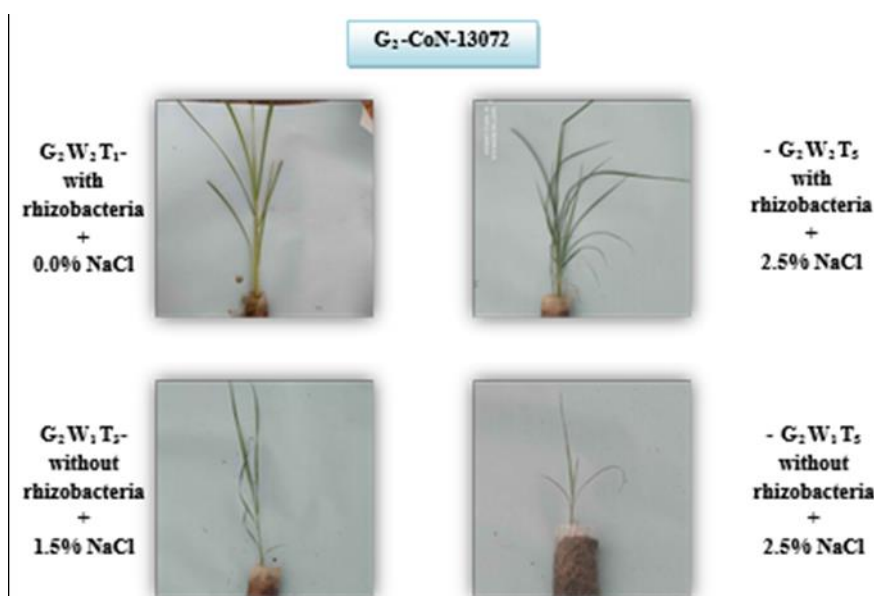 G₂-CoN-13072
G₂W₂T₁-
with
rhizobacteria
+
0.0% NaCl
- G₂W₂T₅
with
rhizobacteria
+
2.5% NaCl
without
rhizobacteria
+
1.5% NaCl
- G₂W₁T₅
without
rhizobacteria
+
2.5% NaCl